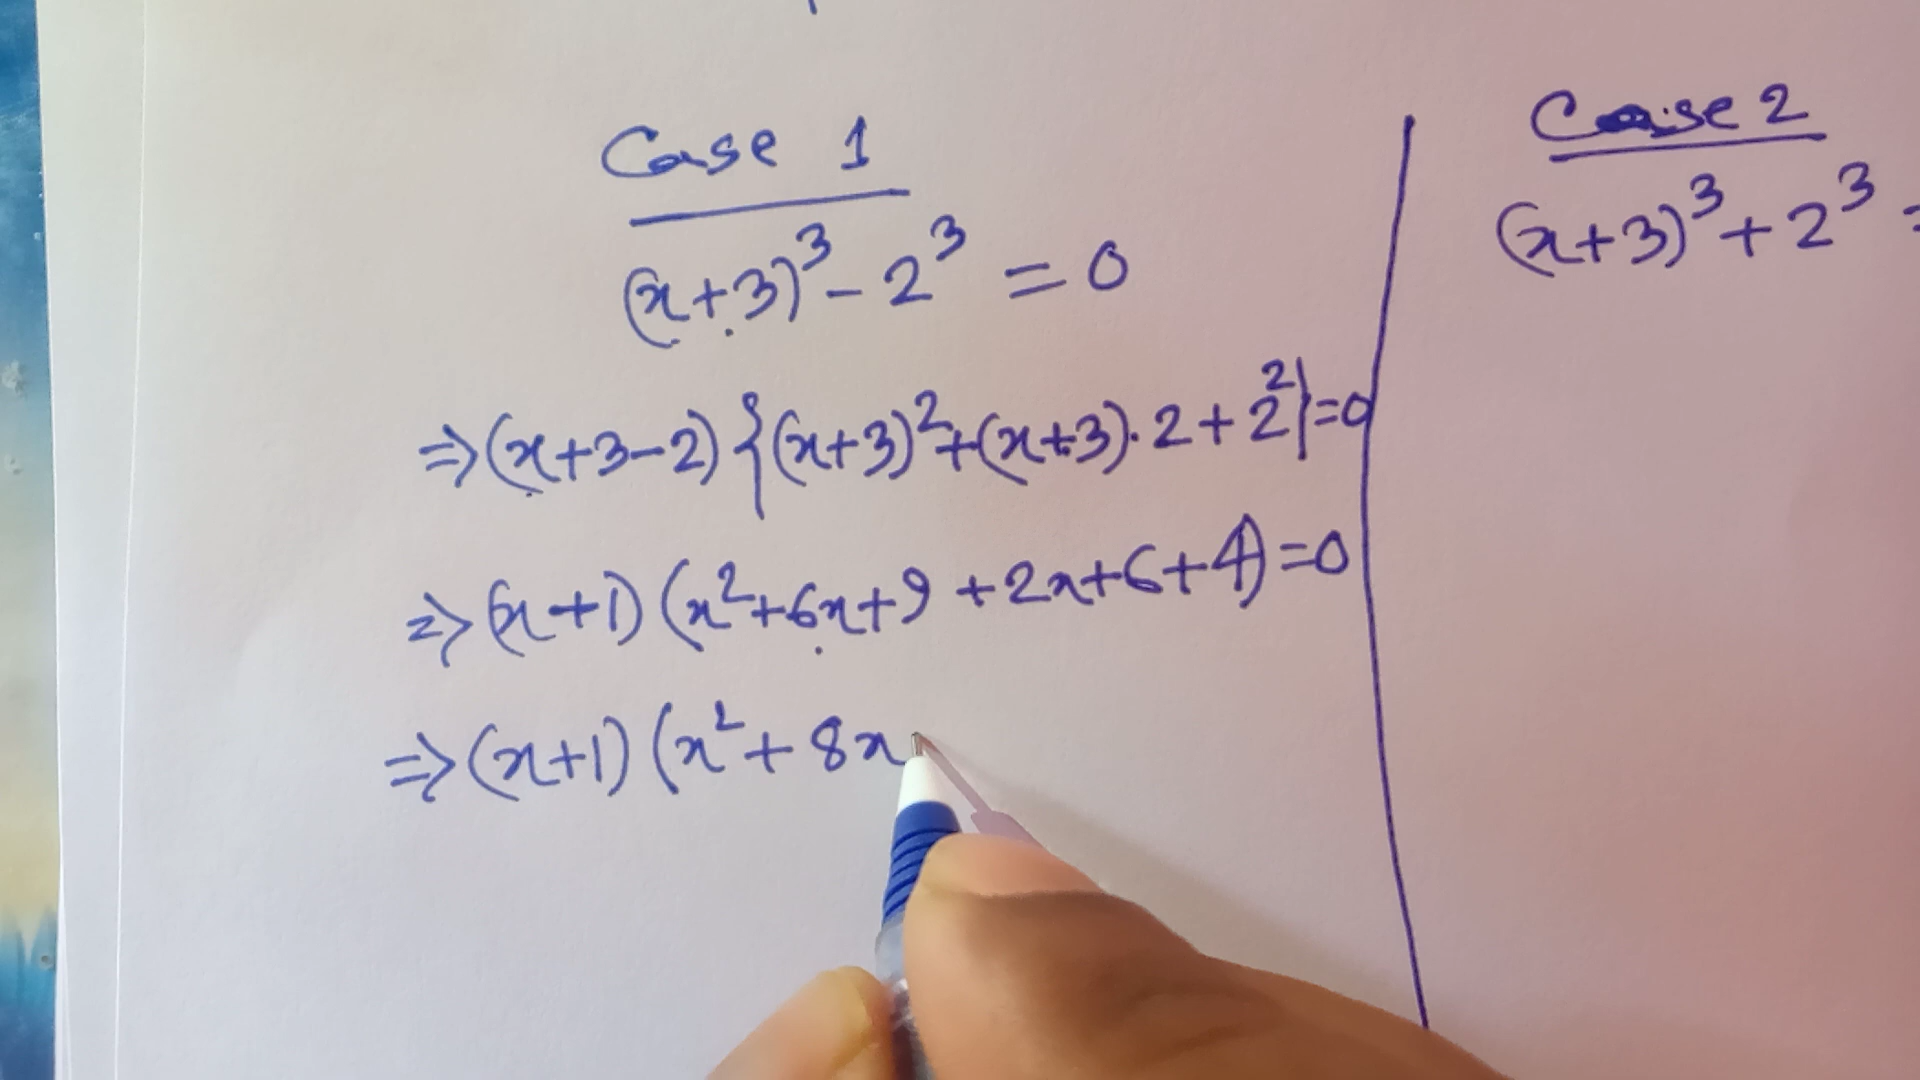 Case 1
(x+3)³ - 2³ = 0
⇒(x+3-2){(x+3)²+(x+3)·2+2²}=0
⇒(x+1)(x²+6x+9+2x+6+4)=0
⇒(x+1)(x²+8x
Case 2
(x+3)³+2³ =